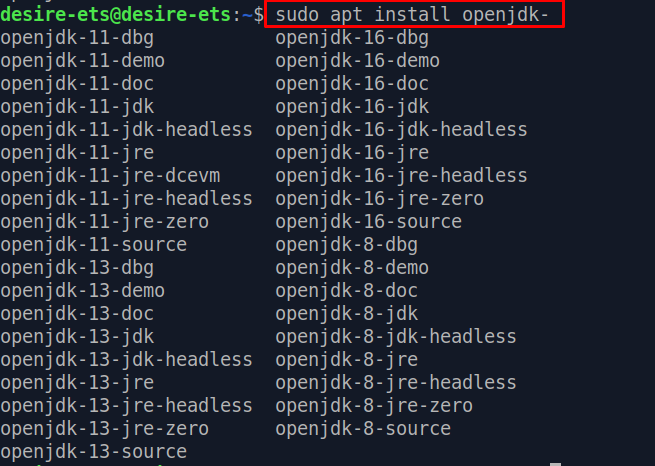 desire-ets@desire-ets:~$ sudo apt install openjdk-
openjdk-11-dbg openjdk-16-dbg
openjdk-11-demo openjdk-16-demo
openjdk-11-doc openjdk-16-doc
openjdk-11-jdk openjdk-16-jdk
openjdk-11-jdk-headless openjdk-16-jdk-headless
openjdk-11-jre openjdk-16-jre
openjdk-11-jre-dcevm openjdk-16-jre-headless
openjdk-11-jre-headless openjdk-16-jre-zero
openjdk-11-jre-zero openjdk-16-source
openjdk-11-source openjdk-8-dbg
openjdk-13-dbg openjdk-8-demo
openjdk-13-demo openjdk-8-doc
openjdk-13-doc openjdk-8-jdk
openjdk-13-jdk openjdk-8-jdk-headless
openjdk-13-jdk-headless openjdk-8-jre
openjdk-13-jre openjdk-8-jre-headless
openjdk-13-jre-headless openjdk-8-jre-zero
openjdk-13-jre-zero openjdk-8-source
openjdk-13-source